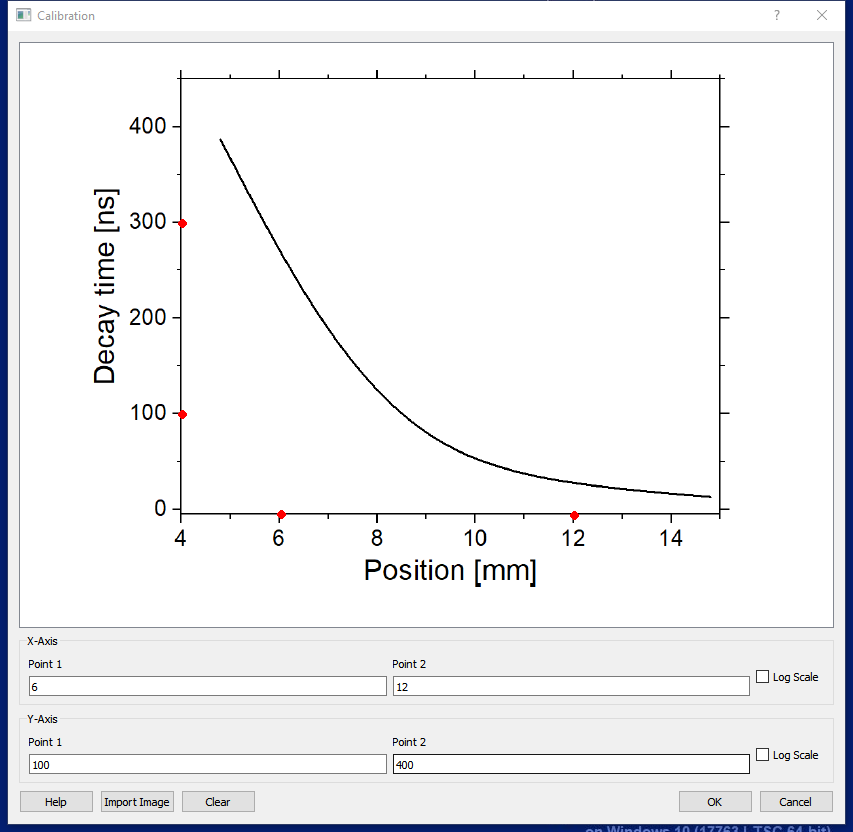 Calibration
?
400
300
200
100
0
Decay time [ns]
4 6 8 10 12 14
Position [mm]
X-Axis
Point 1 Point 2
6 12 Log Scale
Y-Axis
Point 1 Point 2
100 400 Log Scale
Help Import Image Clear OK Cancel
on Windows 10 (17763 LTSC 64-bit)